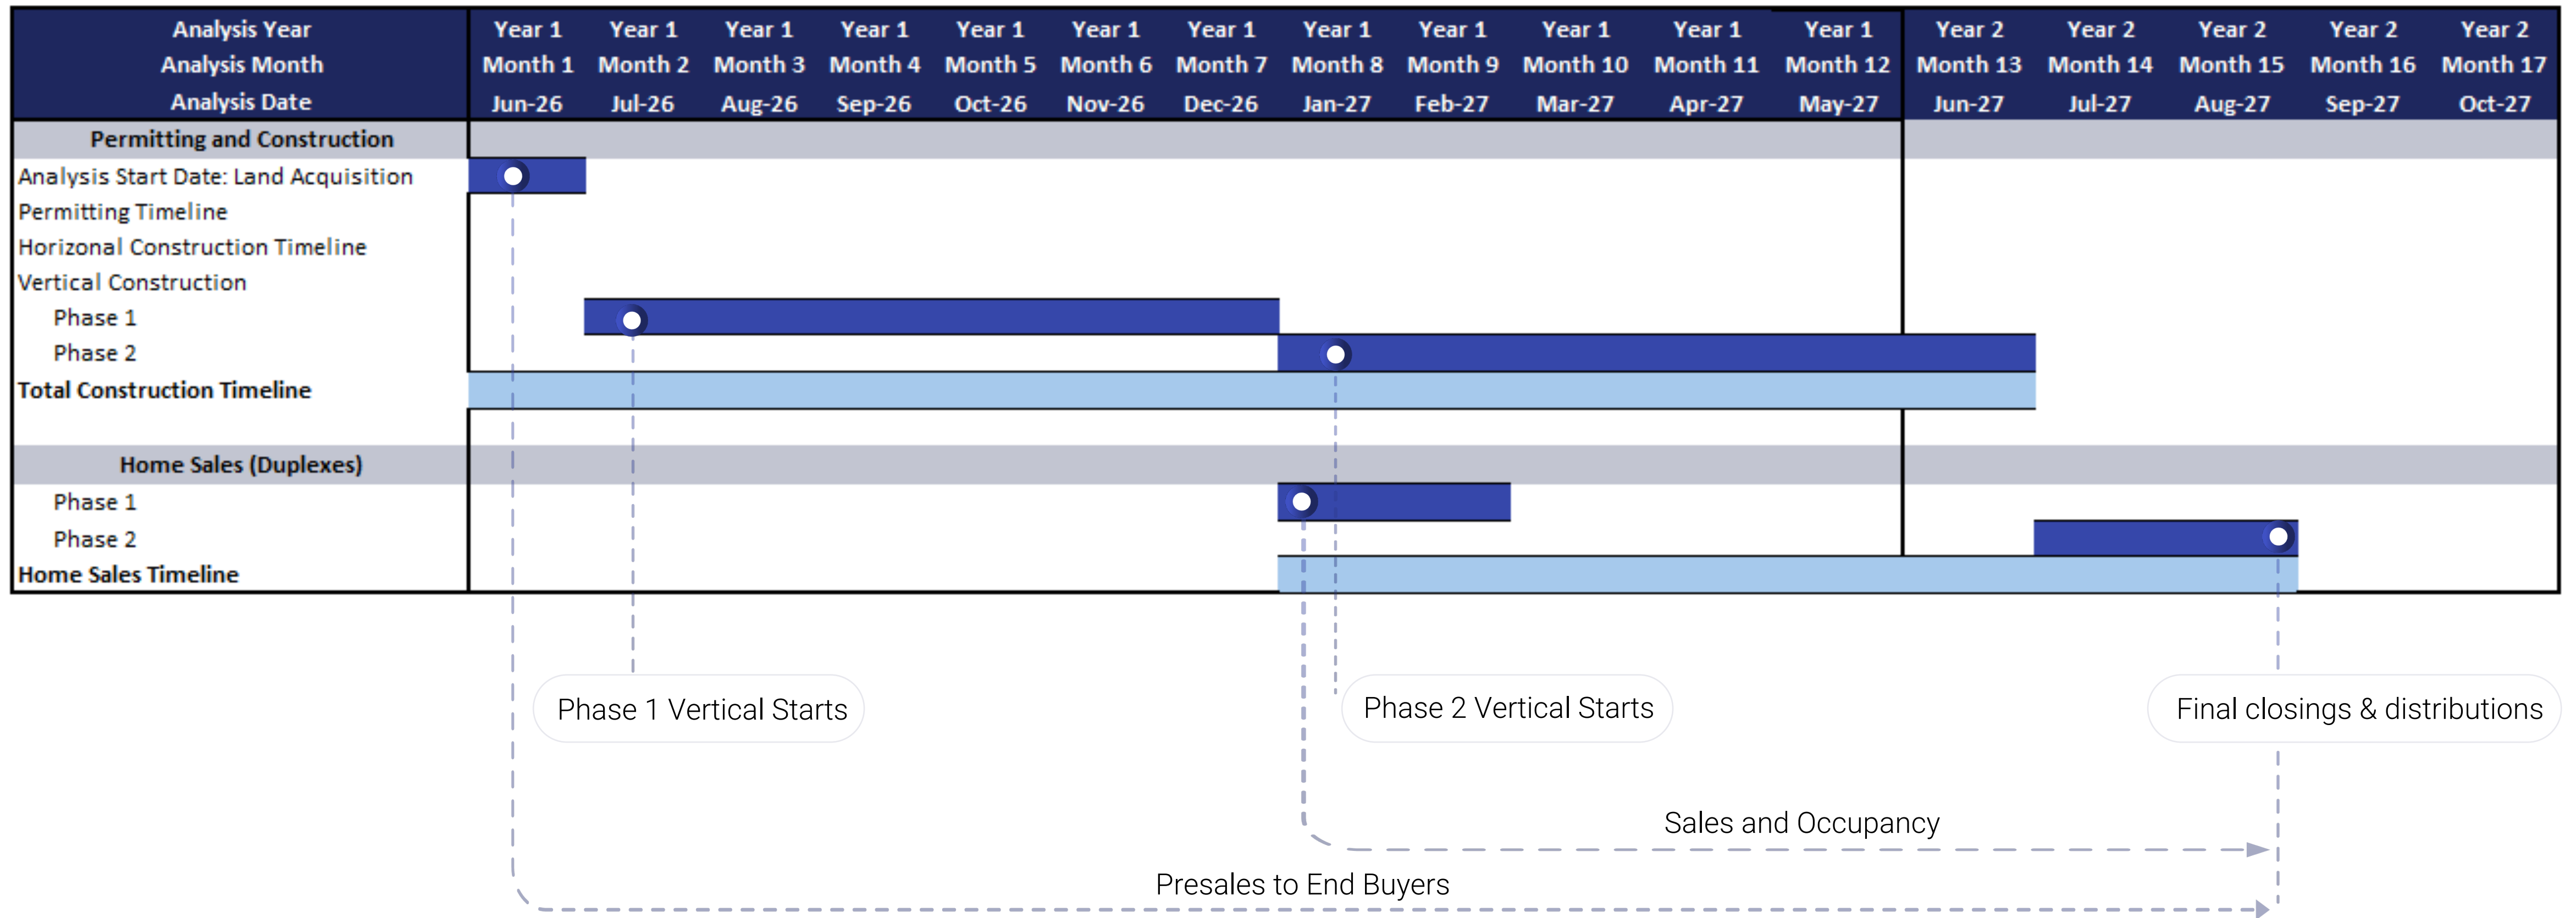 Analysis Year Year 1 Year 1 Year 1 Year 1 Year 1 Year 1 Year 1 Year 1 Year 1 Year 1 Year 1 Year 1 Year 2 Year 2 Year 2 Year 2 Year 2
Analysis Month Month 1 Month 2 Month 3 Month 4 Month 5 Month 6 Month 7 Month 8 Month 9 Month 10 Month 11 Month 12 Month 13 Month 14 Month 15 Month 16 Month 17
Analysis Date Jun-26 Jul-26 Aug-26 Sep-26 Oct-26 Nov-26 Dec-26 Jan-27 Feb-27 Mar-27 Apr-27 May-27 Jun-27 Jul-27 Aug-27 Sep-27 Oct-27
Permitting and Construction
Analysis Start Date: Land Acquisition
Permitting Timeline
Horizonal Construction Timeline
Vertical Construction
Phase 1
Phase 2
Total Construction Timeline
Home Sales (Duplexes)
Phase 1
Phase 2
Home Sales Timeline
Phase 1 Vertical Starts
Phase 2 Vertical Starts
Final closings & distributions
Sales and Occupancy
Presales to End Buyers